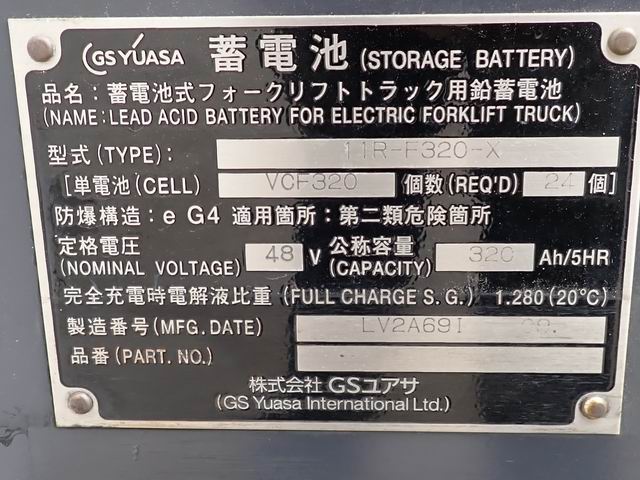 GS YUASA 蓄電池 (STORAGE BATTERY)
品名：蓄電池式フォークリフトトラック用鉛蓄電池
(NAME：LEAD ACID BATTERY FOR ELECTRIC FORKLIFT TRUCK)
型式(TYPE)： 11R-F320-X
［単電池(CELL) VCF320 個数(REQ'D) 24 個］
防爆構造：e G4 適用箇所：第二類危険箇所
定格電圧 (NOMINAL VOLTAGE) 48 V 公称容量 (CAPACITY) 320 Ah/5HR
完全充電時電解液比重 (FULL CHARGE S. G.) 1.280 (20℃)
製造番号(MFG. DATE) LV2A69I
品番(PART. NO.)
株式会社 GSユアサ
(GS Yuasa International Ltd.)